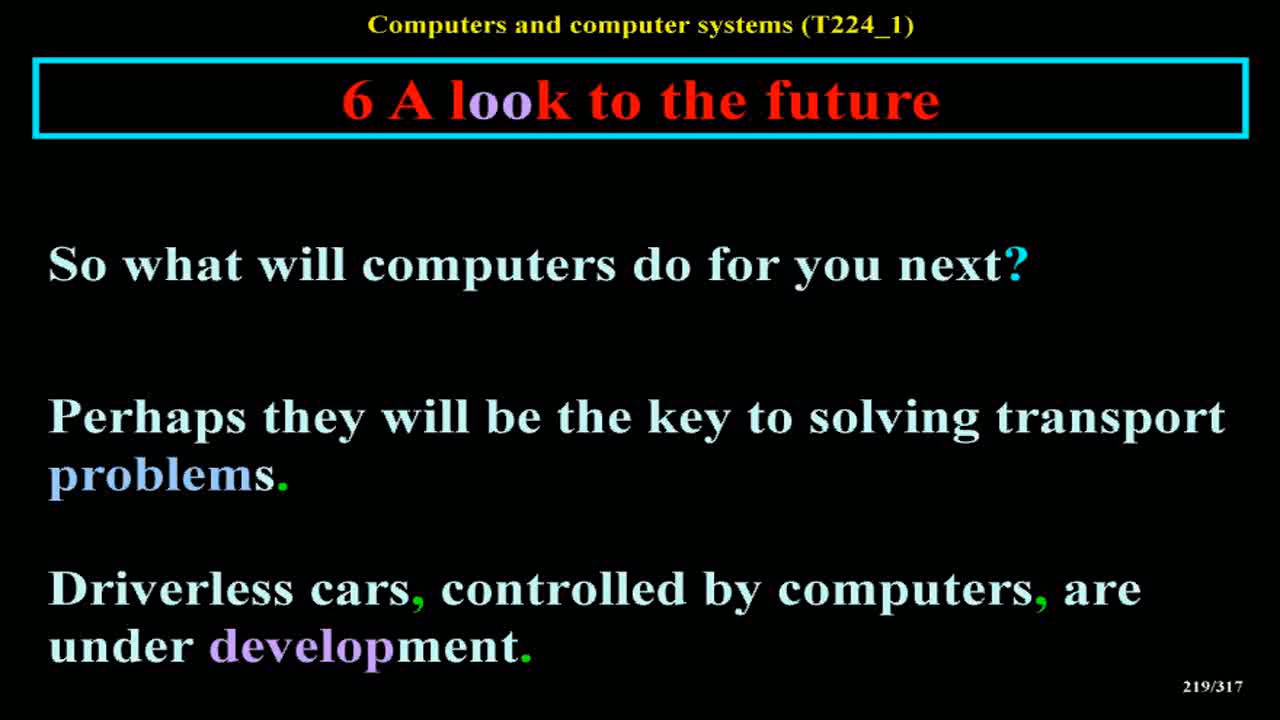 Computers and computer systems (T224_1)
6 A look to the future
So what will computers do for you next?
Perhaps they will be the key to solving transport
problems.
Driverless cars, controlled by computers, are
under development.
219/317